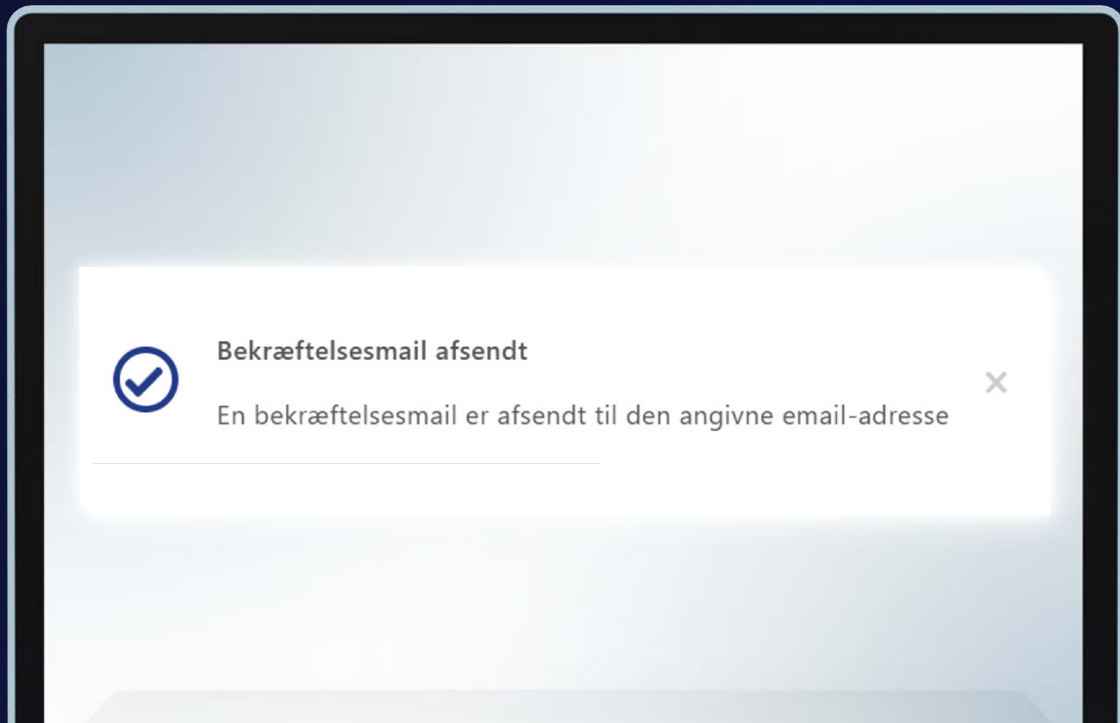 Bekræftelsesmail afsendt
En bekræftelsesmail er afsendt til den angivne email-adresse